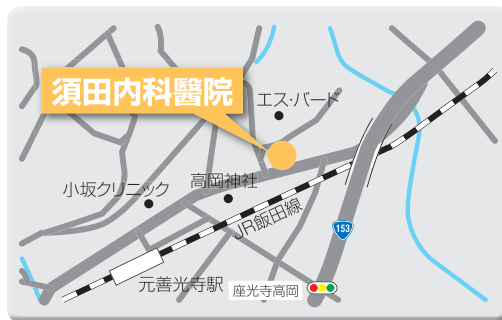 須田内科醫院
エス・バード
高岡神社
小坂クリニック
JR飯田線
153
元善光寺駅
座光寺高岡